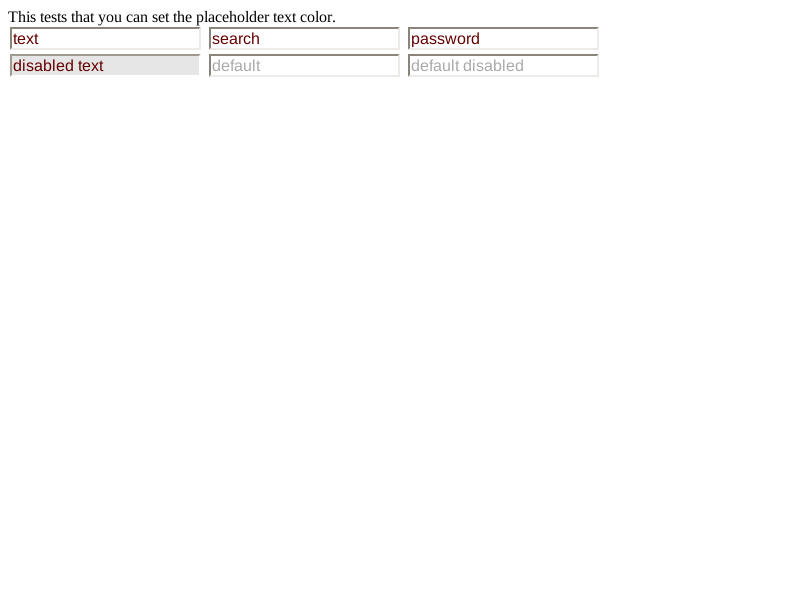 This tests that you can set the placeholder text color.
text search password
disabled text default default disabled